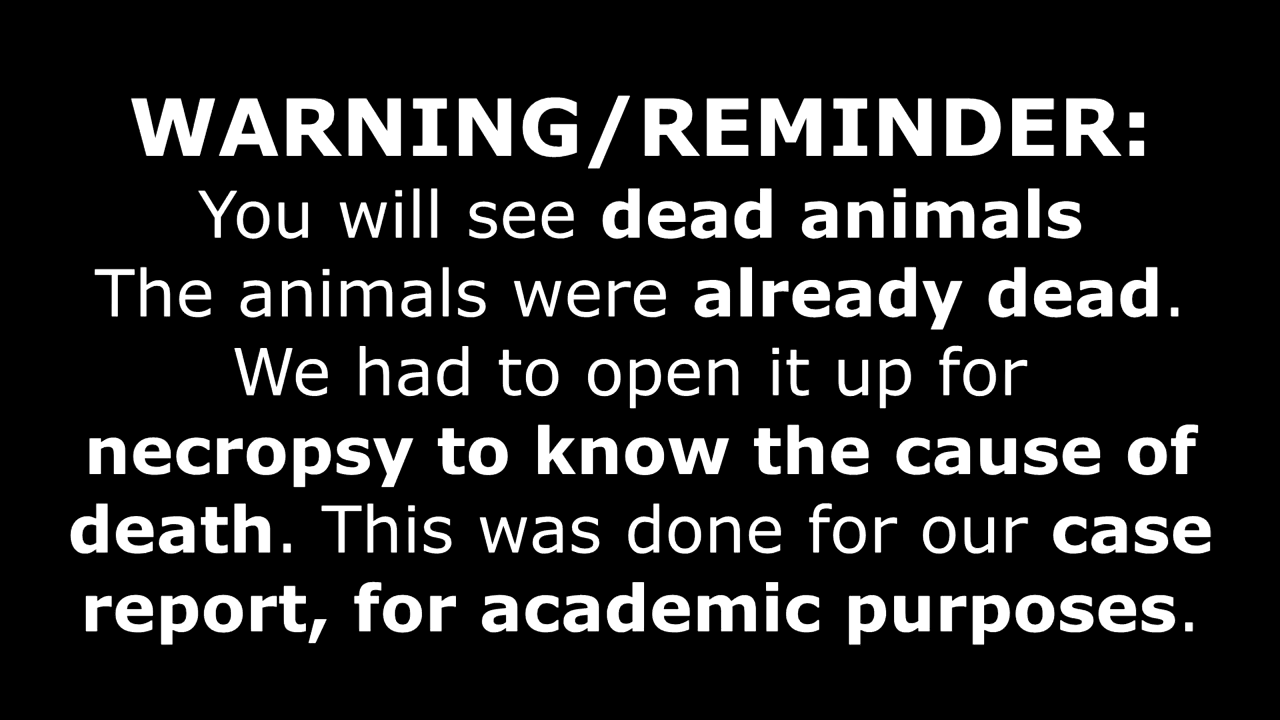 WARNING/REMINDER:
You will see dead animals
The animals were already dead.
We had to open it up for
necropsy to know the cause of
death. This was done for our case
report, for academic purposes.